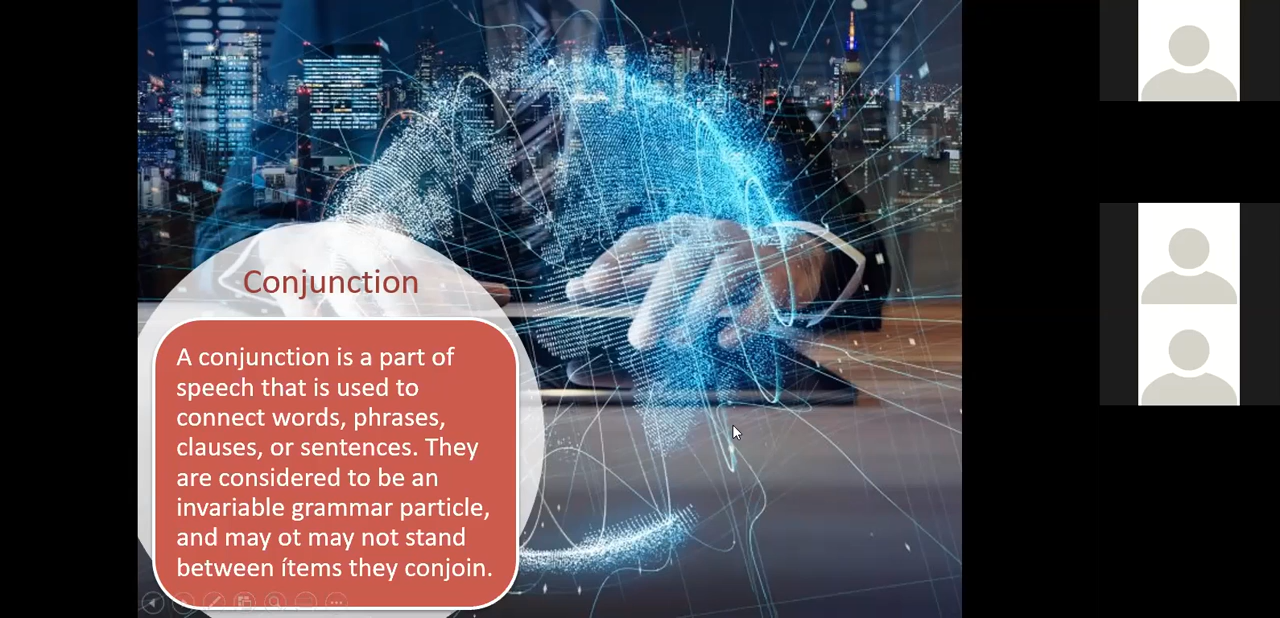 Conjunction
A conjunction is a part of
speech that is used to
connect words, phrases,
clauses, or sentences. They
are considered to be an
invariable grammar particle,
and may ot may not stand
between ítems they conjoin.